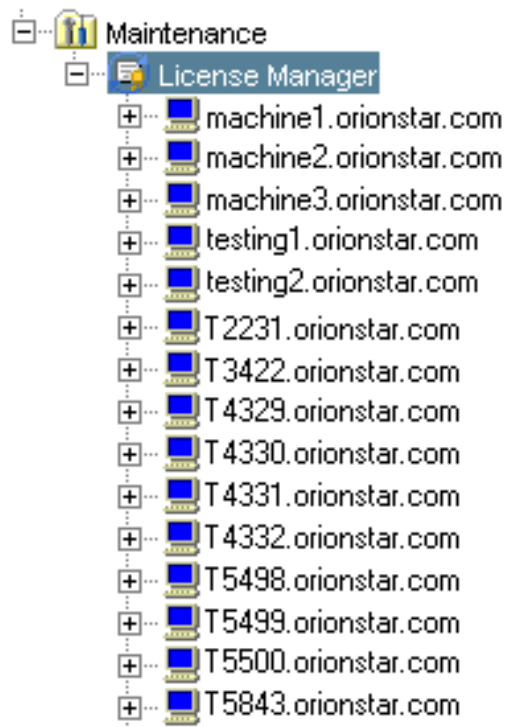 Maintenance
License Manager
machine1.orionstar.com
machine2.orionstar.com
machine3.orionstar.com
testing1.orionstar.com
testing2.orionstar.com
T2231.orionstar.com
T3422.orionstar.com
T4329.orionstar.com
T4330.orionstar.com
T4331.orionstar.com
T4332.orionstar.com
T5498.orionstar.com
T5499.orionstar.com
T5500.orionstar.com
T5843.orionstar.com